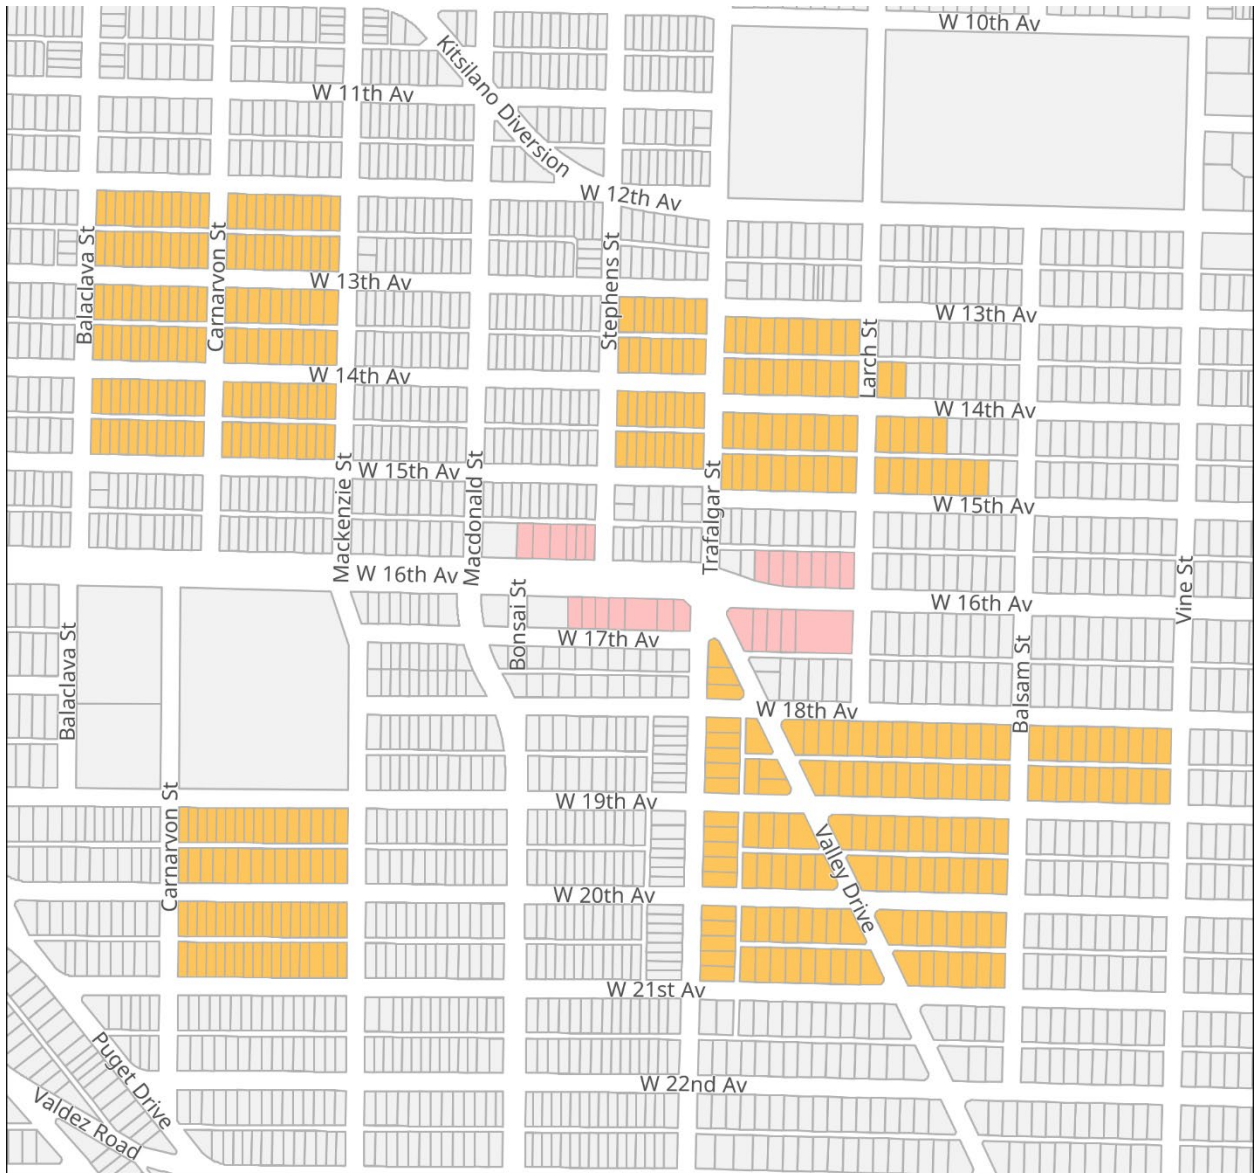 W 10th Av
Kitsilano Diversion
W 11th Av
W 12th Av
Balaclava St
Carnarvon St
Stephens St
W 13th Av
W 13th Av
Larch St
W 14th Av
W 14th Av
Mackenzie St
W 15th Av
Macdonald St
Trafalgar St
W 15th Av
W 16th Av
Bonsai St
Vine St
W 16th Av
Balaclava St
W 17th Av
Balsam St
W 18th Av
Carnarvon St
W 19th Av
Valley Drive
W 20th Av
W 21st Av
Puget Drive
W 22nd Av
Valdez Road